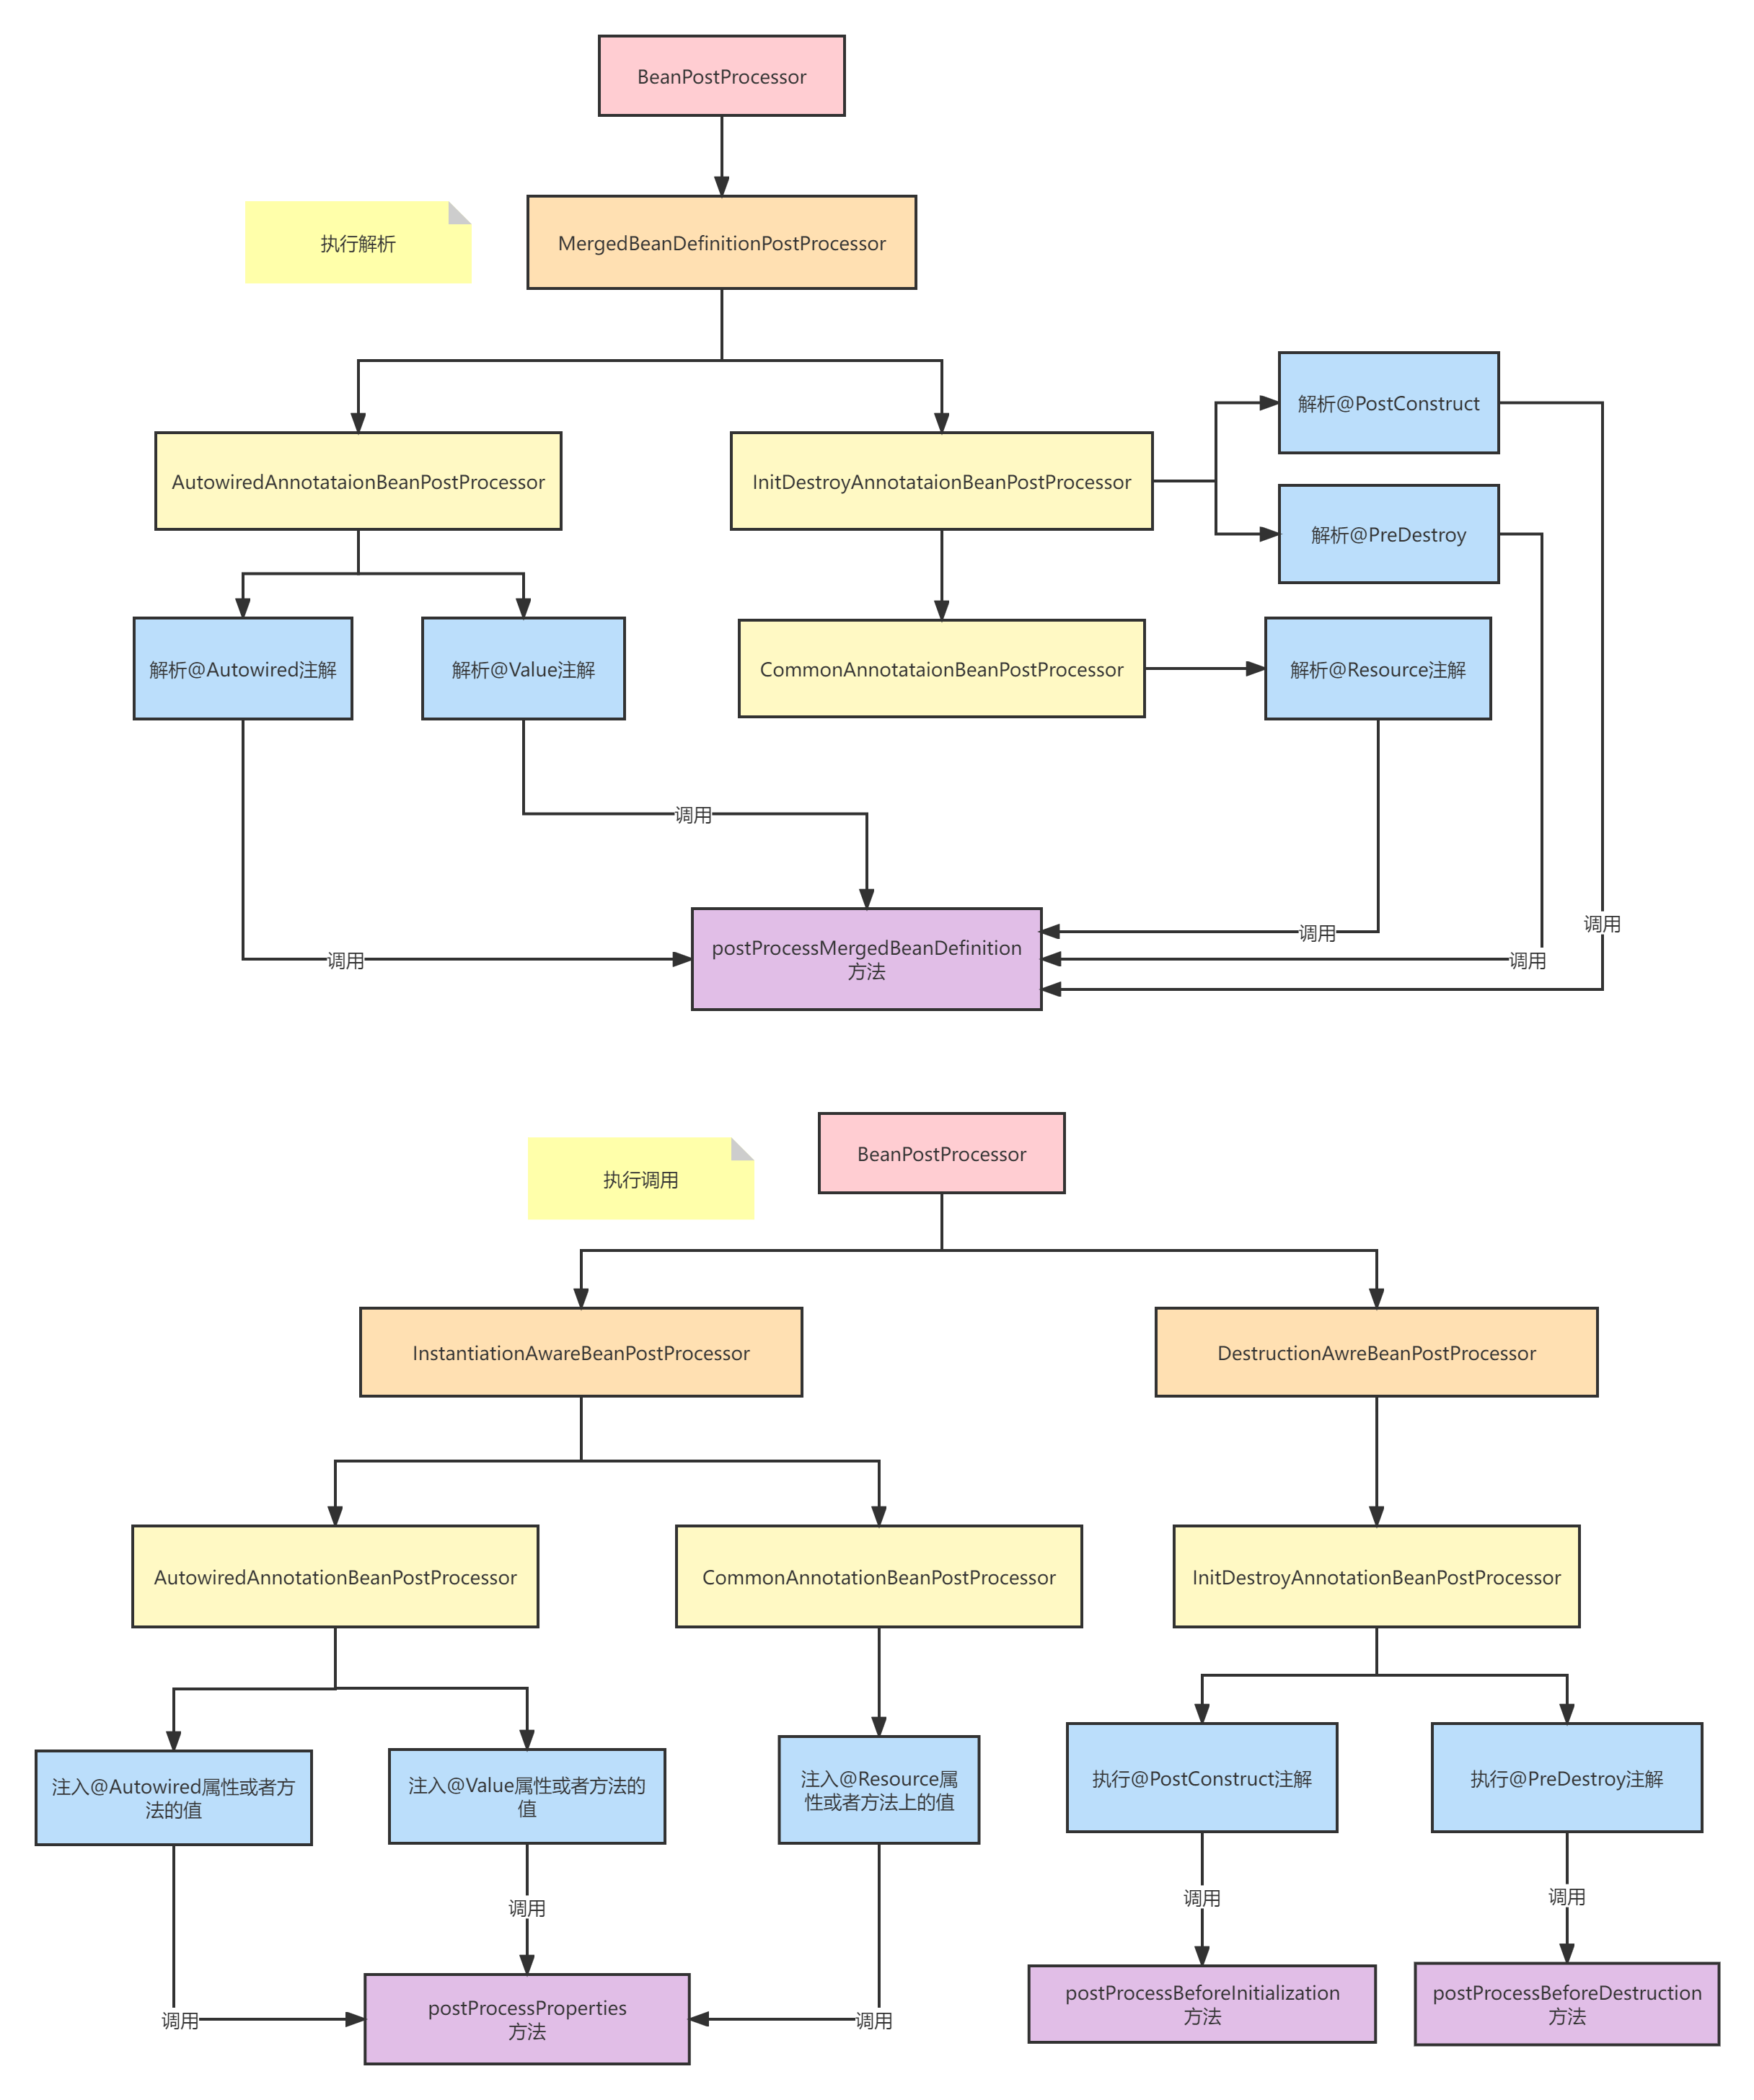 BeanPostProcessor
执行解析
MergedBeanDefinitionPostProcessor
解析@PostConstruct
AutowiredAnnotataionBeanPostProcessor
InitDestroyAnnotataionBeanPostProcessor
解析@PreDestroy
解析@Autowired注解
解析@Value注解
CommonAnnotataionBeanPostProcessor
解析@Resource注解
调用
调用
调用
调用
调用
postProcessMergedBeanDefinition
方法
BeanPostProcessor
执行调用
InstantiationAwareBeanPostProcessor
DestructionAwreBeanPostProcessor
AutowiredAnnotationBeanPostProcessor
CommonAnnotationBeanPostProcessor
InitDestroyAnnotationBeanPostProcessor
注入@Autowired属性或者方
法的值
注入@Value属性或者方法的
值
注入@Resource属
性或者方法上的值
执行@PostConstruct注解
执行@PreDestroy注解
调用
调用
调用
调用
调用
postProcessProperties
方法
postProcessBeforeInitialization
方法
postProcessBeforeDestruction
方法